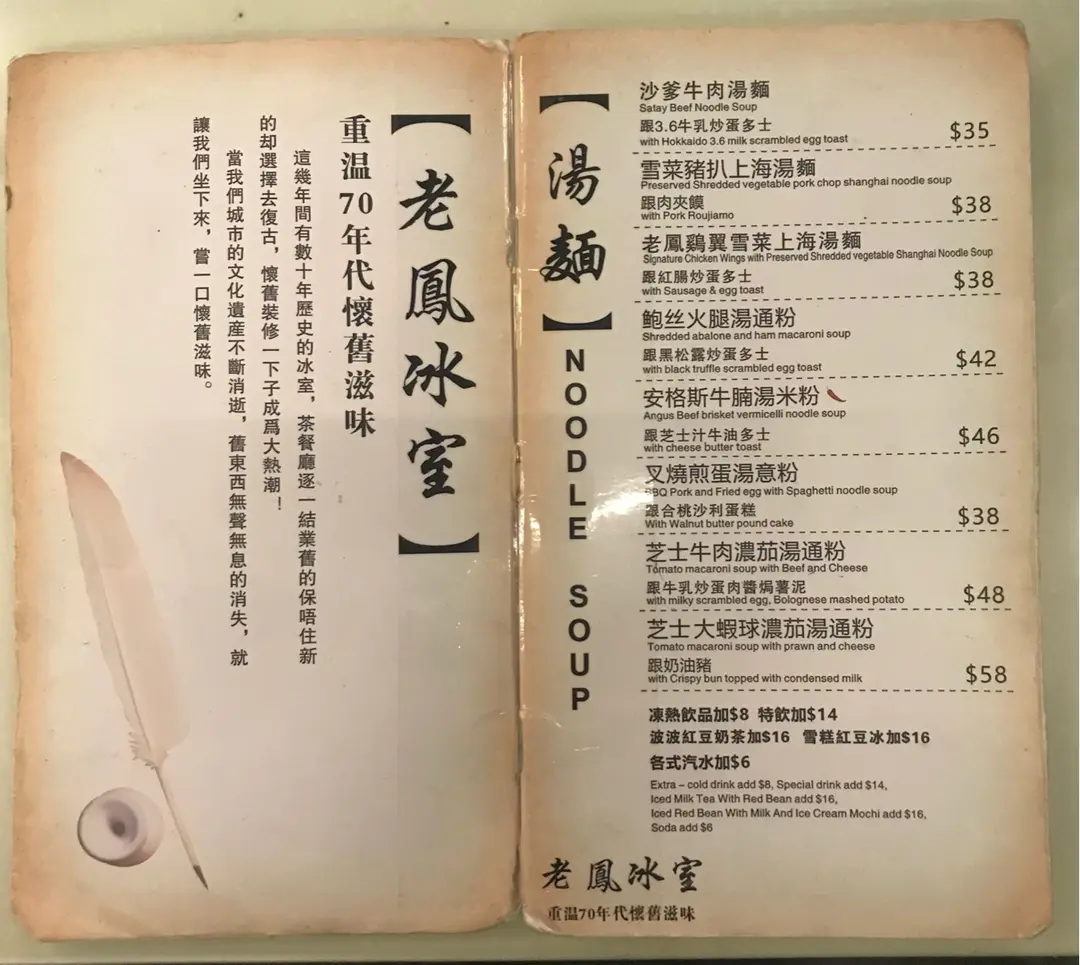 【老鳳冰室】
重温70年代懷舊滋味
這幾年間有數十年歷史的冰室，茶餐廳逐一結業舊的保唔住新
的却選擇去復古，懷舊裝修一下子成爲大熱潮！
當我們城市的文化遺産不斷消逝，舊東西無聲無息的消失，就
讓我們坐下來，嘗一口懷舊滋味。
【湯麵】NOODLE SOUP
沙爹牛肉湯麵
Satay Beef Noodle Soup
跟3.6牛乳炒蛋多士
with Hokkaido 3.6 milk scrambled egg toast
$35
雪菜豬扒上海湯麵
Preserved Shredded vegetable pork chop shanghai noodle soup
跟肉夾饃
with Pork Roujiamo
$38
老鳳鷄翼雪菜上海湯麵
Signature Chicken Wings with Preserved Shredded vegetable Shanghai Noodle Soup
跟紅腸炒蛋多士
with Sausage & egg toast
$38
鮑丝火腿湯通粉
Shredded abalone and ham macaroni soup
跟黑松露炒蛋多士
with black truffle scrambled egg toast
$42
安格斯牛腩湯米粉
Angus Beef brisket vermicelli noodle soup
跟芝士汁牛油多士
with cheese butter toast
$46
叉燒煎蛋湯意粉
BBQ Pork and Fried egg with Spaghetti noodle soup
跟合桃沙利蛋糕
With Walnut butter pound cake
$38
芝士牛肉濃茄湯通粉
Tomato macaroni soup with Beef and Cheese
跟牛乳炒蛋肉醬焗薯泥
with milky scrambled egg, Bolognese mashed potato
$48
芝士大蝦球濃茄湯通粉
Tomato macaroni soup with prawn and cheese
跟奶油豬
with Crispy bun topped with condensed milk
$58
凍熱飲品加$8 特飲加$14
波波紅豆奶茶加$16 雪糕紅豆冰加$16
各式汽水加$6
Extra – cold drink add $8, Special drink add $14,
Iced Milk Tea With Red Bean add $16,
Iced Red Bean With Milk And Ice Cream Mochi add $16,
Soda add $6
老鳳冰室
重温70年代懷舊滋味